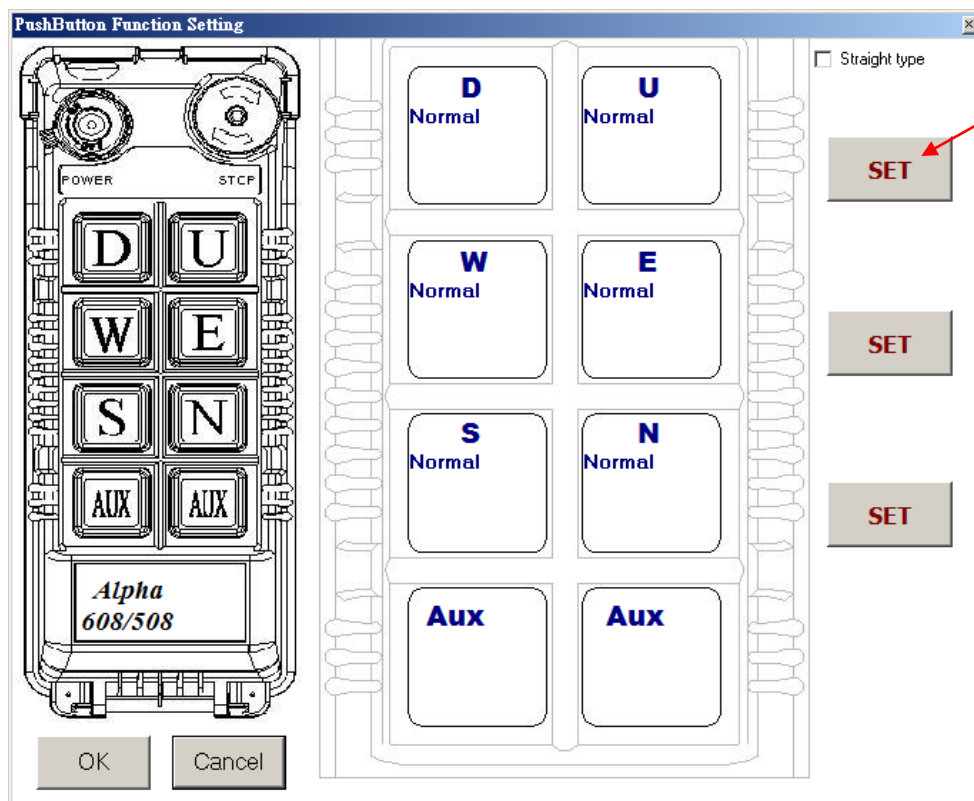 PushButton Function Setting
POWER STCP
D U
W E
S N
AUX AUX
Alpha
608/508
OK Cancel
D U
Normal Normal
W E
Normal Normal
S N
Normal Normal
Aux Aux
Straight type
SET
SET
SET